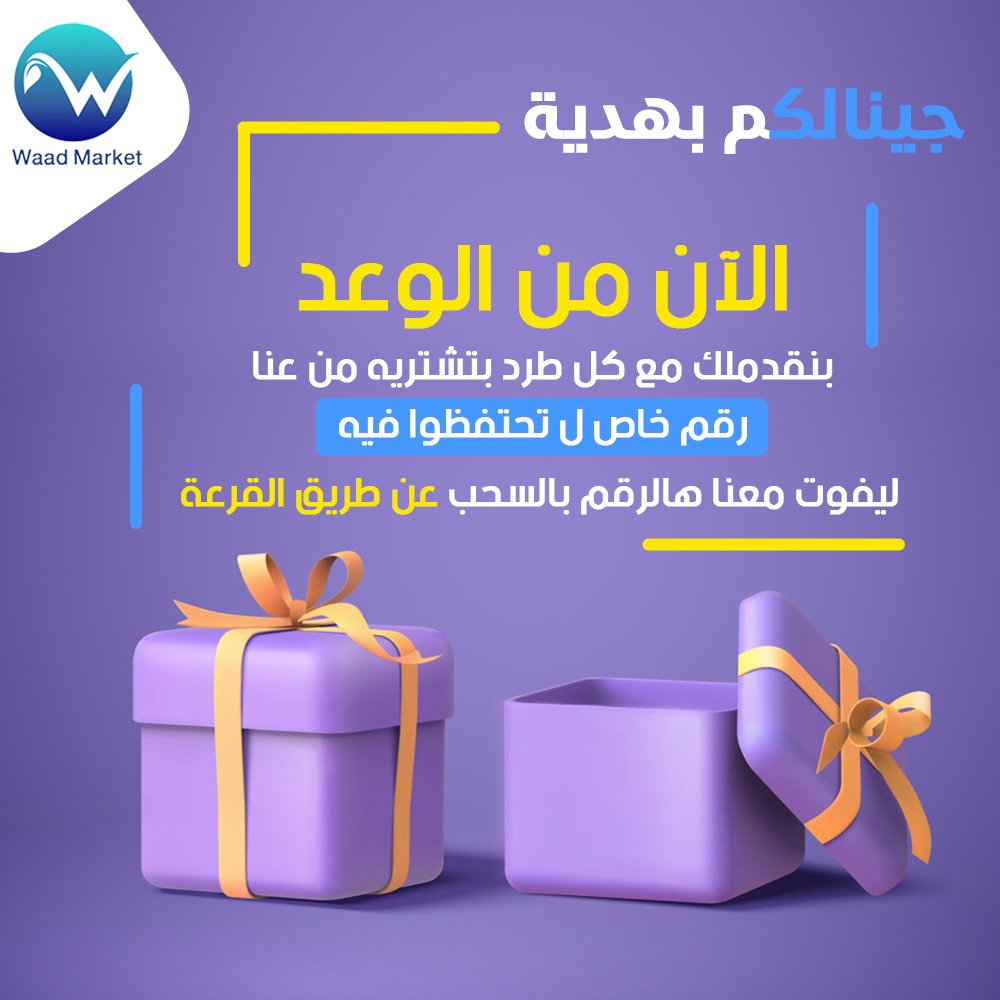 Waad Market
جينالكم بهدية
الآن من الوعد
بنقدملك مع كل طرد بتشتريه من عنا
رقم خاص ل تحتفظوا فيه
ليفوت معنا هالرقم بالسحب عن طريق القرعة